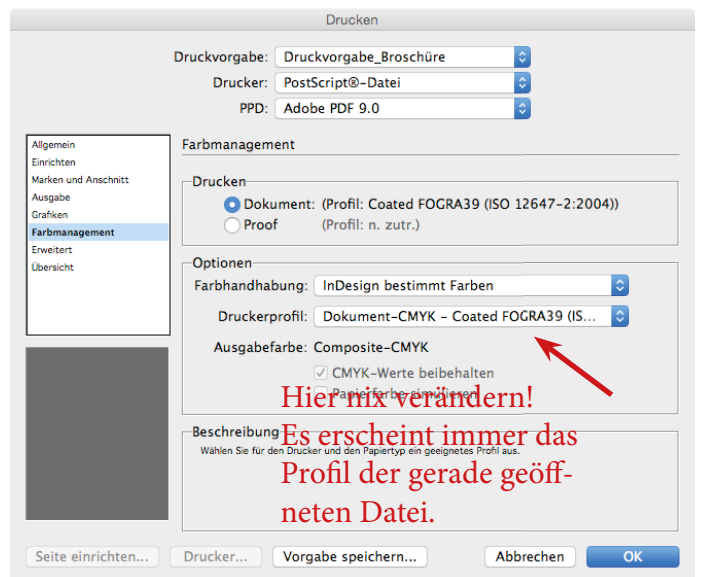 Drucken
Druckvorgabe: Druckvorgabe_Broschüre
Drucker: PostScript®-Datei
PPD: Adobe PDF 9.0
Allgemein
Einrichten
Marken und Anschnitt
Ausgabe
Grafiken
Farbmanagement
Erweitert
Übersicht
Farbmanagement
Drucken
Dokument: (Profil: Coated FOGRA39 (ISO 12647-2:2004))
Proof (Profil: n. zutr.)
Optionen
Farbhandhabung: InDesign bestimmt Farben
Druckerprofil: Dokument-CMYK - Coated FOGRA39 (IS...
Ausgabefarbe: Composite-CMYK
CMYK-Werte beibehalten
Papierfarbe simulieren
Hier nix verändern!
Es erscheint immer das
Profil der gerade geöff-
neten Datei.
Beschreibung
Wählen Sie für den Drucker und den Papiertyp ein geeignetes Profil aus.
Seite einrichten... Drucker... Vorgabe speichern... Abbrechen OK